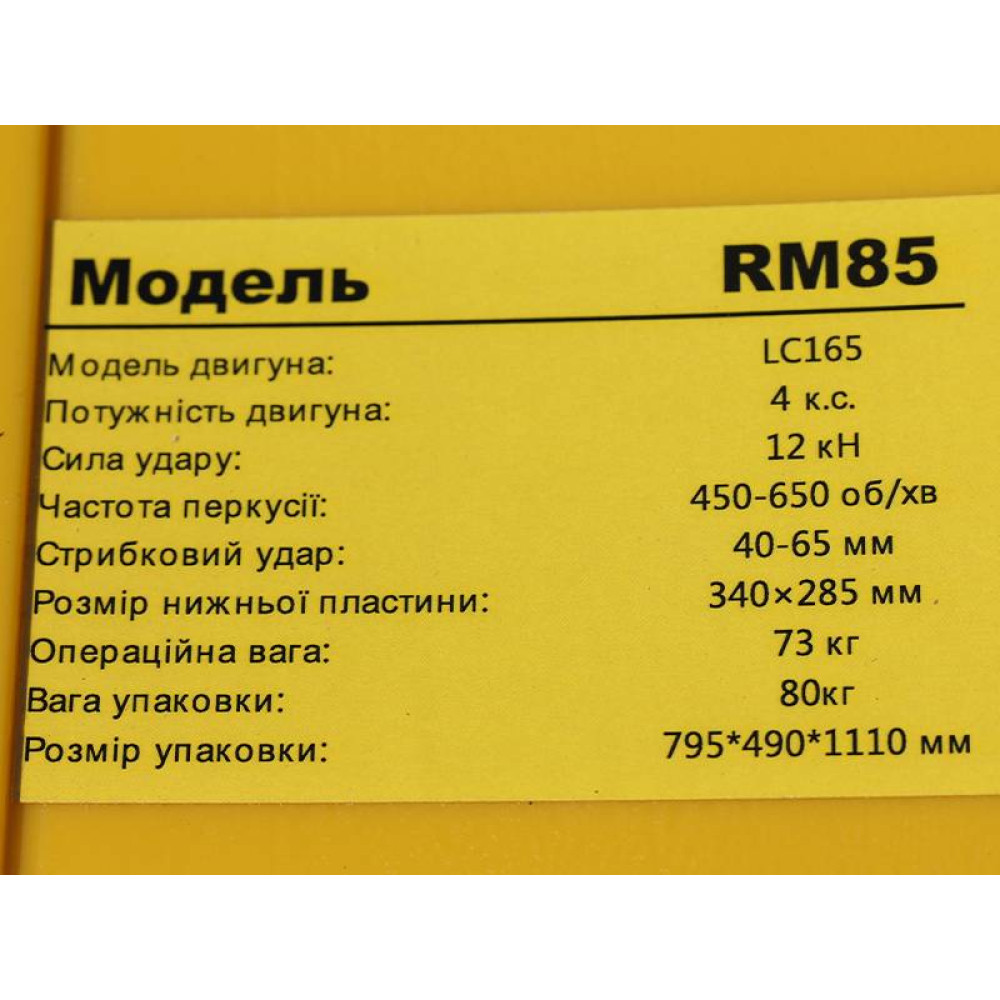 Модель RM85
Модель двигуна: LC165
Потужність двигуна: 4 к.с.
Сила удару: 12 кН
Частота перкусії: 450-650 об/хв
Стрибковий удар: 40-65 мм
Розмір нижньої пластини: 340×285 мм
Операційна вага: 73 кг
Вага упаковки: 80кг
Розмір упаковки: 795*490*1110 мм